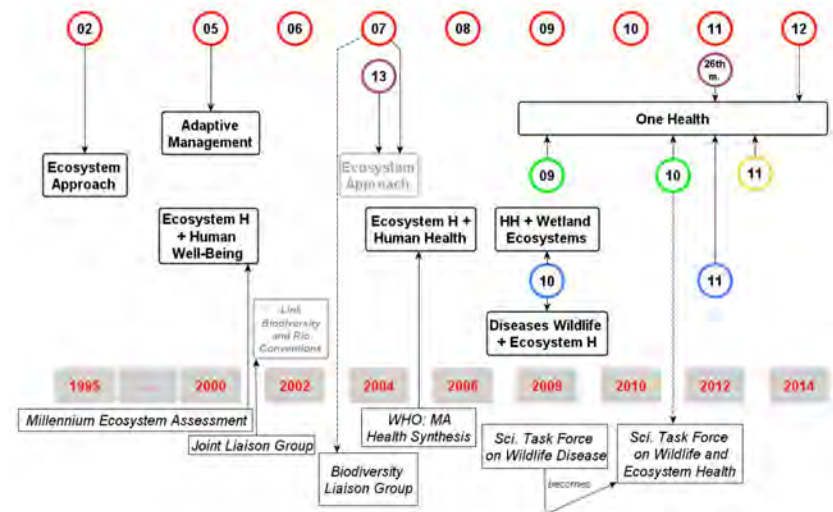 02
05
06
07
08
09
10
11
12
13
26th
m.
One Health
Adaptive
Management
Ecosystem
Approach
Ecosystem
Approach
09
10
11
Ecosystem H
+ Human
Well-Being
Ecosystem H +
Human Health
HH + Wetland
Ecosystems
10
11
Link
Biodiversity
and Rio
Conventions
Diseases Wildlife
+ Ecosystem H
1995
.....
2000
2002
2004
2006
2008
2010
2012
2014
Millennium Ecosystem Assessment
Joint Liaison Group
WHO: MA
Health Synthesis
Biodiversity
Liaison Group
Sci. Task Force
on Wildlife Disease
becomes
Sci. Task Force
on Wildlife and
Ecosystem Health